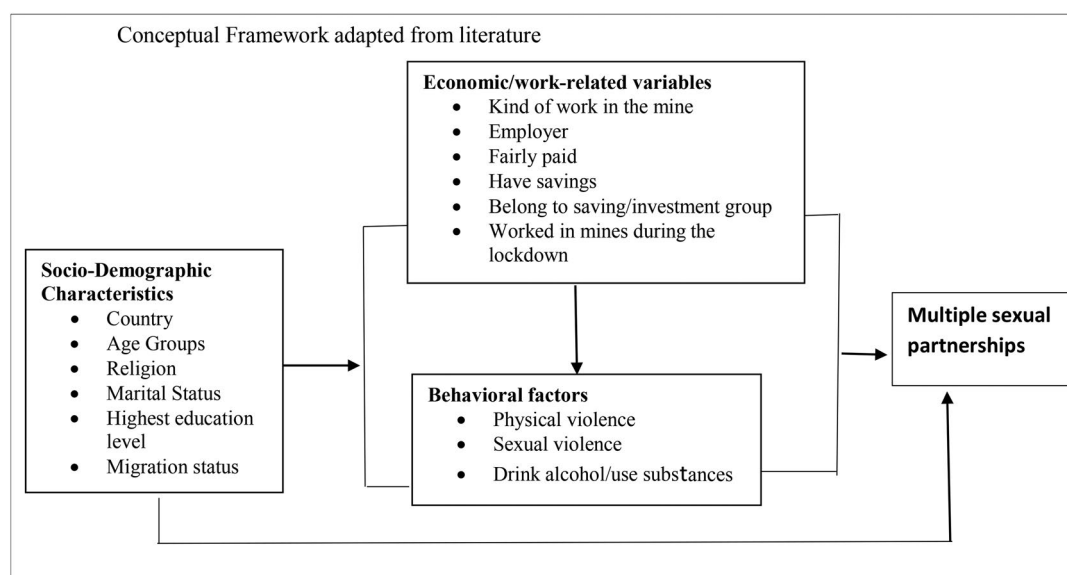 Conceptual Framework adapted from literature
Economic/work-related variables
• Kind of work in the mine
• Employer
• Fairly paid
• Have savings
• Belong to saving/investment group
• Worked in mines during the
lockdown
Socio-Demographic
Characteristics
• Country
• Age Groups
• Religion
• Marital Status
• Highest education
level
• Migration status
Behavioral factors
• Physical violence
• Sexual violence
• Drink alcohol/use substances
Multiple sexual
partnerships